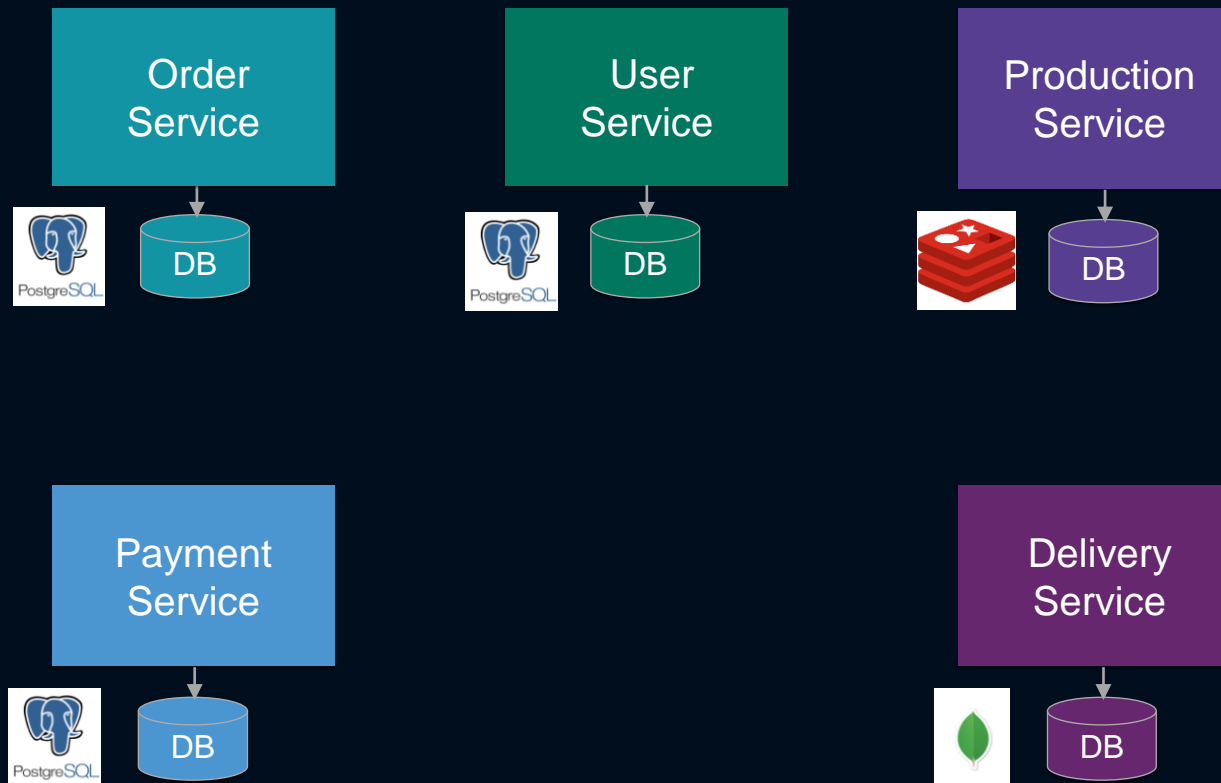 Order
Service
User
Service
Production
Service
PostgreSQL
DB
PostgreSQL
DB
DB
Payment
Service
Delivery
Service
PostgreSQL
DB
DB